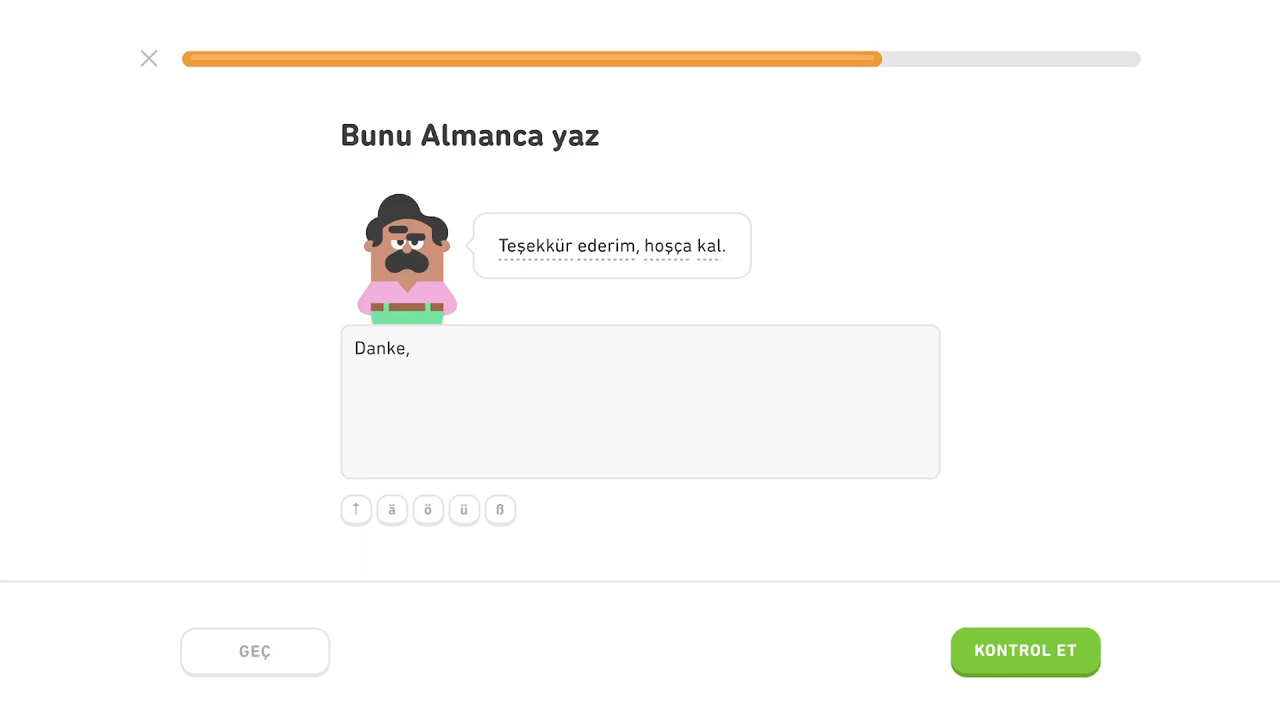 Bunu Almanca yaz
Teşekkür ederim, hoşça kal.
Danke,
↑ ä ö ü ß
GEÇ
KONTROL ET